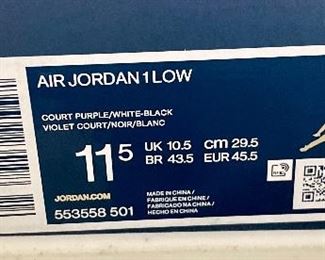 AIR JORDAN 1 LOW
COURT PURPLE/WHITE-BLACK
VIOLET COURT/NOIR/BLANC
11.5 UK 10.5 cm 29.5
BR 43.5 EUR 45.5
JORDAN.COM
553558 501
MADE IN CHINA /
FABRIQUÉ EN CHINE /
FABRICADO NA CHINA /
HECHO EN CHINA